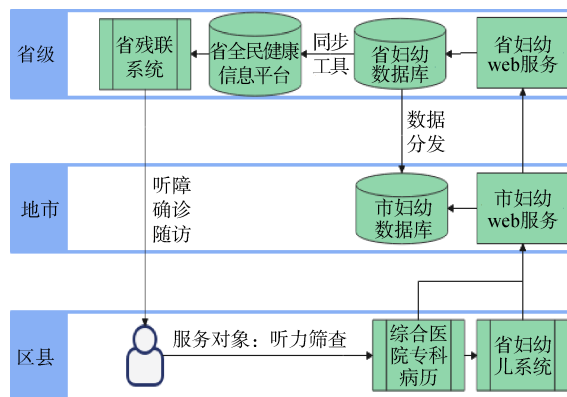 省级
省残联
系统
省全民健康
信息平台
同步
工具
省妇幼
数据库
省妇幼
web服务
数据
分发
地市
听障
确诊
随访
市妇幼
数据库
市妇幼
web服务
区县
服务对象：听力筛查
综合医
院专科
病历
省妇幼
儿系统